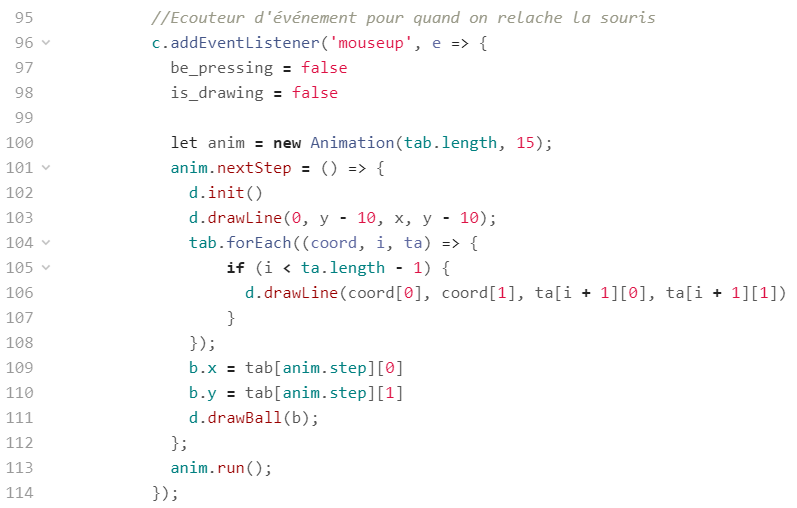 95 //Ecouteur d'événement pour quand on relache la souris
96 c.addEventListener('mouseup', e => {
97 be_pressing = false
98 is_drawing = false
99
100 let anim = new Animation(tab.length, 15);
101 anim.nextStep = () => {
102 d.init()
103 d.drawLine(0, y - 10, x, y - 10);
104 tab.forEach((coord, i, ta) => {
105 if (i < ta.length - 1) {
106 d.drawLine(coord[0], coord[1], ta[i + 1][0], ta[i + 1][1])
107 }
108 });
109 b.x = tab[anim.step][0]
110 b.y = tab[anim.step][1]
111 d.drawBall(b);
112 };
113 anim.run();
114 });